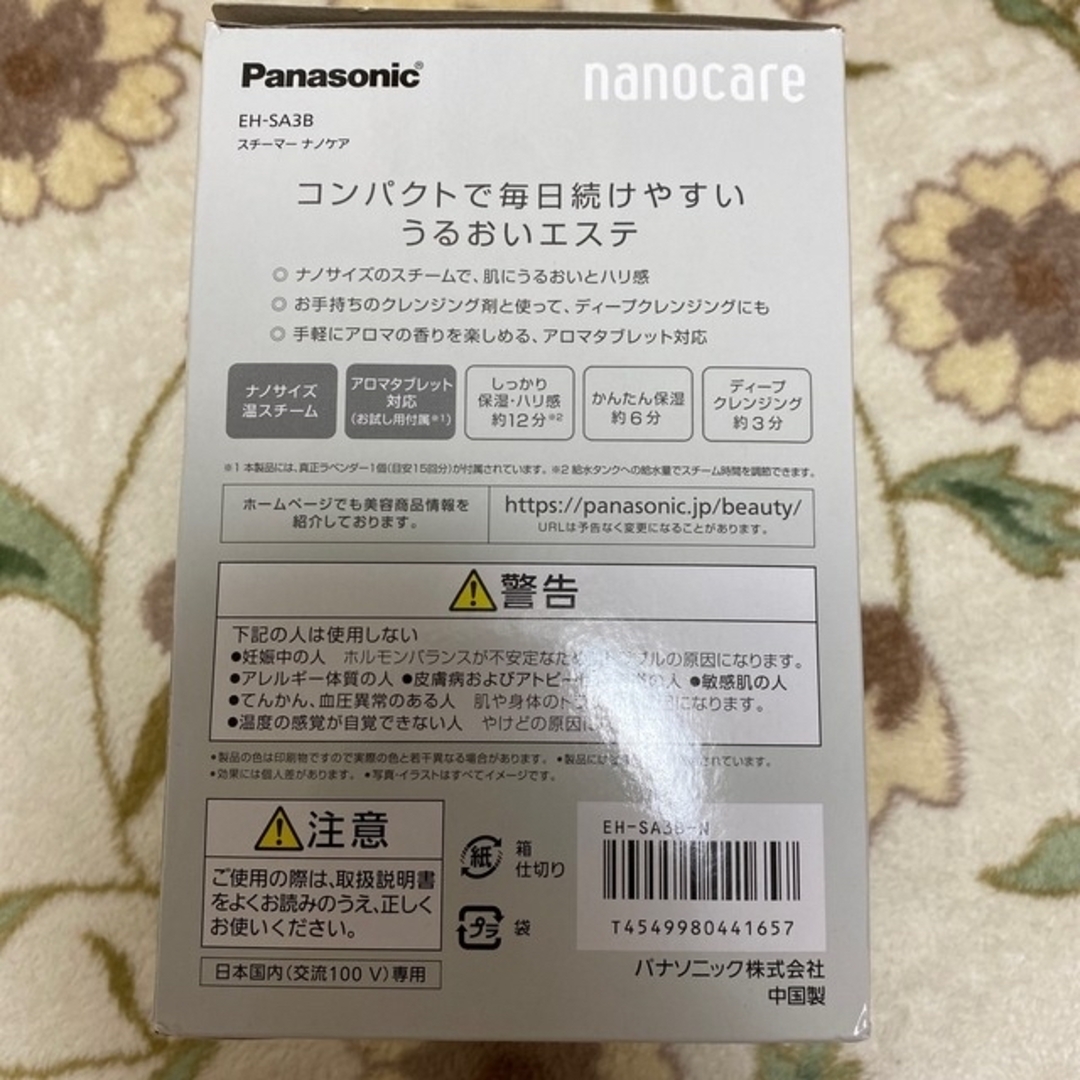 Panasonic®
nanocare
EH-SA3B
スチーマー ナノケア
コンパクトで毎日続けやすい
うるおいエステ
◎ ナノサイズのスチームで、肌にうるおいとハリ感
◎ お手持ちのクレンジング剤と使って、ディープクレンジングにも
◎ 手軽にアロマの香りを楽しめる、アロマタブレット対応
ナノサイズ
温スチーム
アロマタブレット
対応
(お試し用付属※1)
しっかり
保湿・ハリ感
約12分※2
かんたん保湿
約6分
ディープ
クレンジング
約3分
※1 本製品には、真正ラベンダー1個(目安15回分)が付属されています。 ※2 給水タンクへの給水量でスチーム時間を調節できます。
ホームページでも美容商品情報を
紹介しております。
https://panasonic.jp/beauty/
URLは予告なく変更になることがあります。
警告
下記の人は使用しない
●妊娠中の人 ホルモンバランスが不安定なため ブルの原因になります。
●アレルギー体質の人 ●皮膚病およびアトピー の人 ●敏感肌の人
●てんかん、血圧異常のある人 肌や身体のト になります。
●温度の感覚が自覚できない人 やけどの原因に
●製品の色は印刷物ですので実際の色と若干異なる場合があります。 ●製品に されています。
●効果には個人差があります。 ●写真・イラストはすべてイメージです。
注意
ご使用の際は、取扱説明書
をよくお読みのうえ、正しく
お使いください。
日本国内(交流100 V)専用
紙
箱
仕切り
プラ
袋
EH-SA3B-N
T4549980441657
パナソニック株式会社
中国製